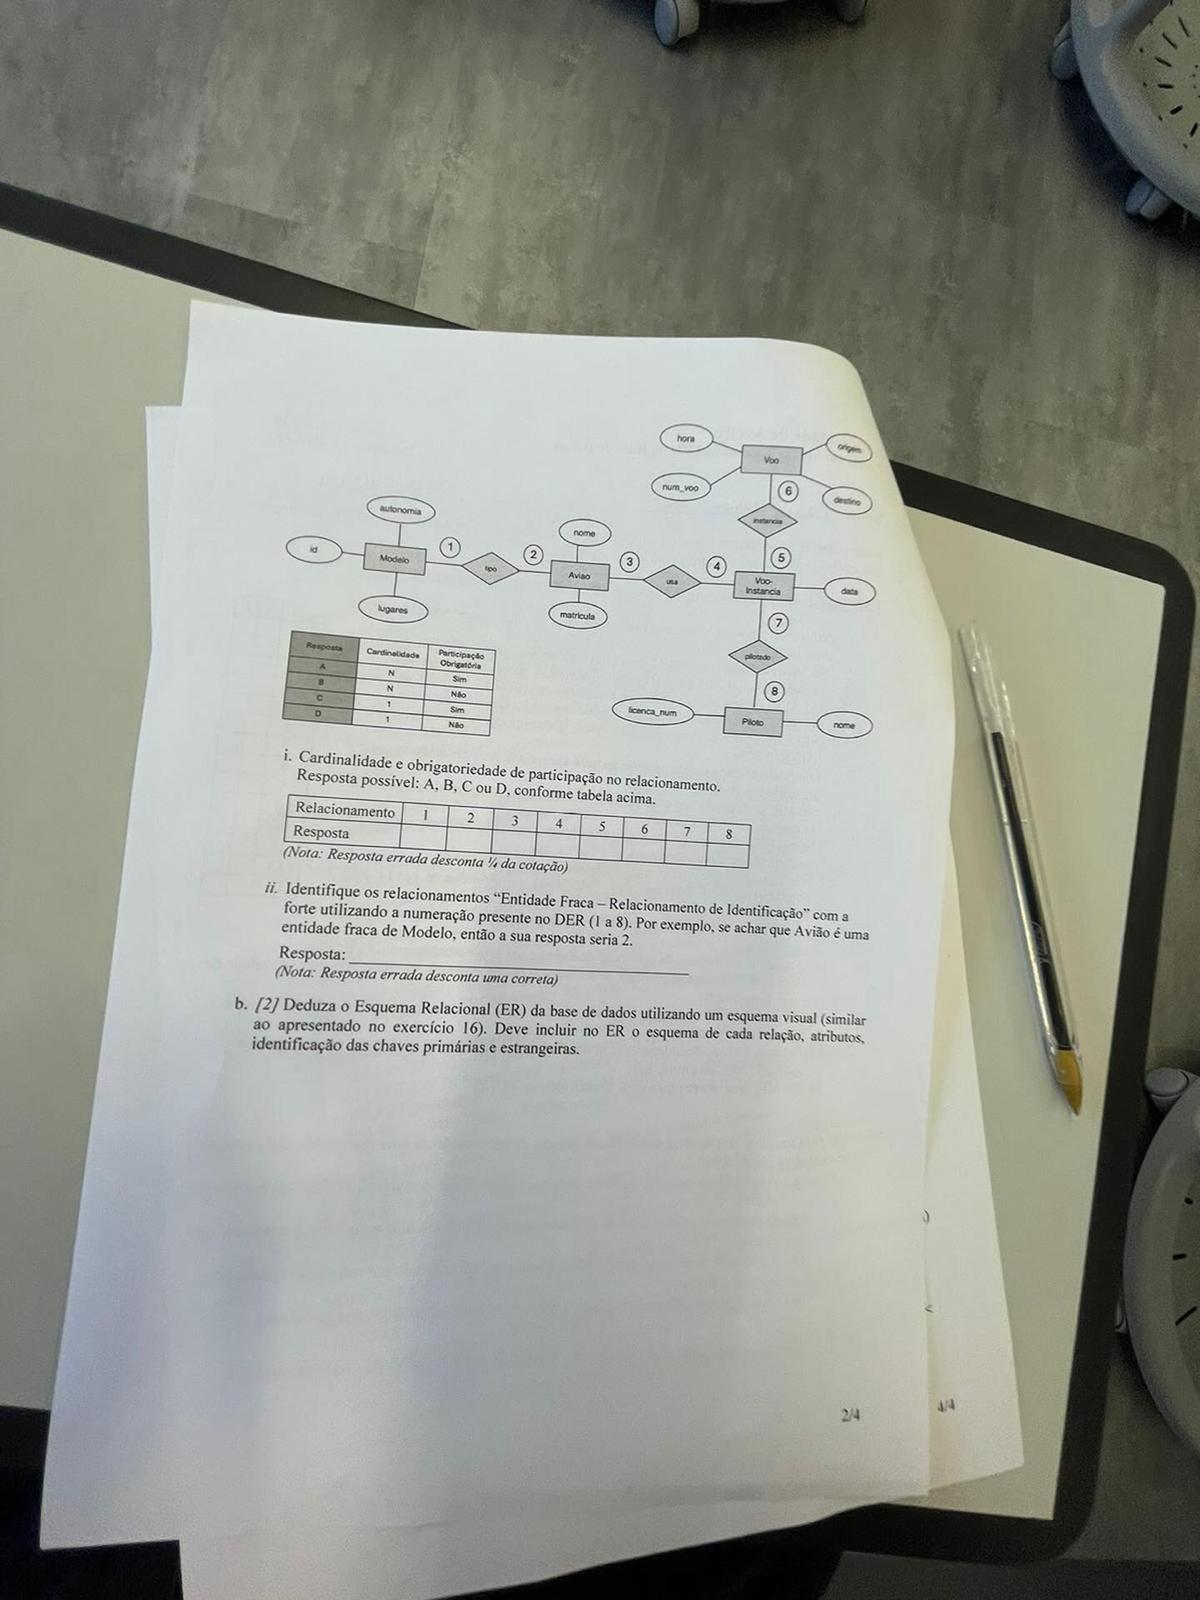 hora
Voo
origem
num_voo
6
destino
instancia
autonomia
nome
id
Modelo
1
tipo
2
Aviao
3
usa
4
5
Voo-
Instancia
data
lugares
matricula
7
pilotado
8
licenca_num
Piloto
nome
Resposta Cardinalidade Participação
Obrigatória
A N Sim
B N Não
C 1 Sim
D 1 Não
i. Cardinalidade e obrigatoriedade de participação no relacionamento.
Resposta possível: A, B, C ou D, conforme tabela acima.
Relacionamento 1 2 3 4 5 6 7 8
Resposta
(Nota: Resposta errada desconta ¼ da cotação)
ii. Identifique os relacionamentos “Entidade Fraca – Relacionamento de Identificação” com a
forte utilizando a numeração presente no DER (1 a 8). Por exemplo, se achar que Avião é uma
entidade fraca de Modelo, então a sua resposta seria 2.
Resposta:
(Nota: Resposta errada desconta uma correta)
b. [2] Deduza o Esquema Relacional (ER) da base de dados utilizando um esquema visual (similar
ao apresentado no exercício 16). Deve incluir no ER o esquema de cada relação, atributos,
identificação das chaves primárias e estrangeiras.
2/4
4/4